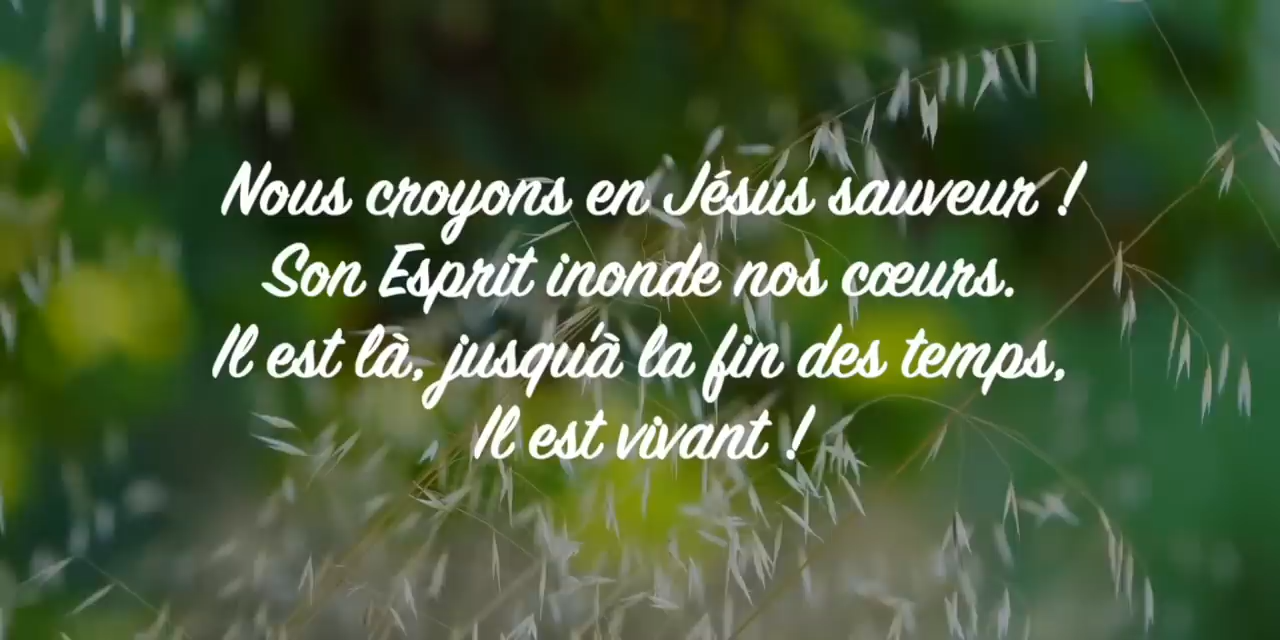 Nous croyons en Jésus sauveur !
Son Esprit inonde nos cœurs.
Il est là, jusqu'à la fin des temps,
Il est vivant !